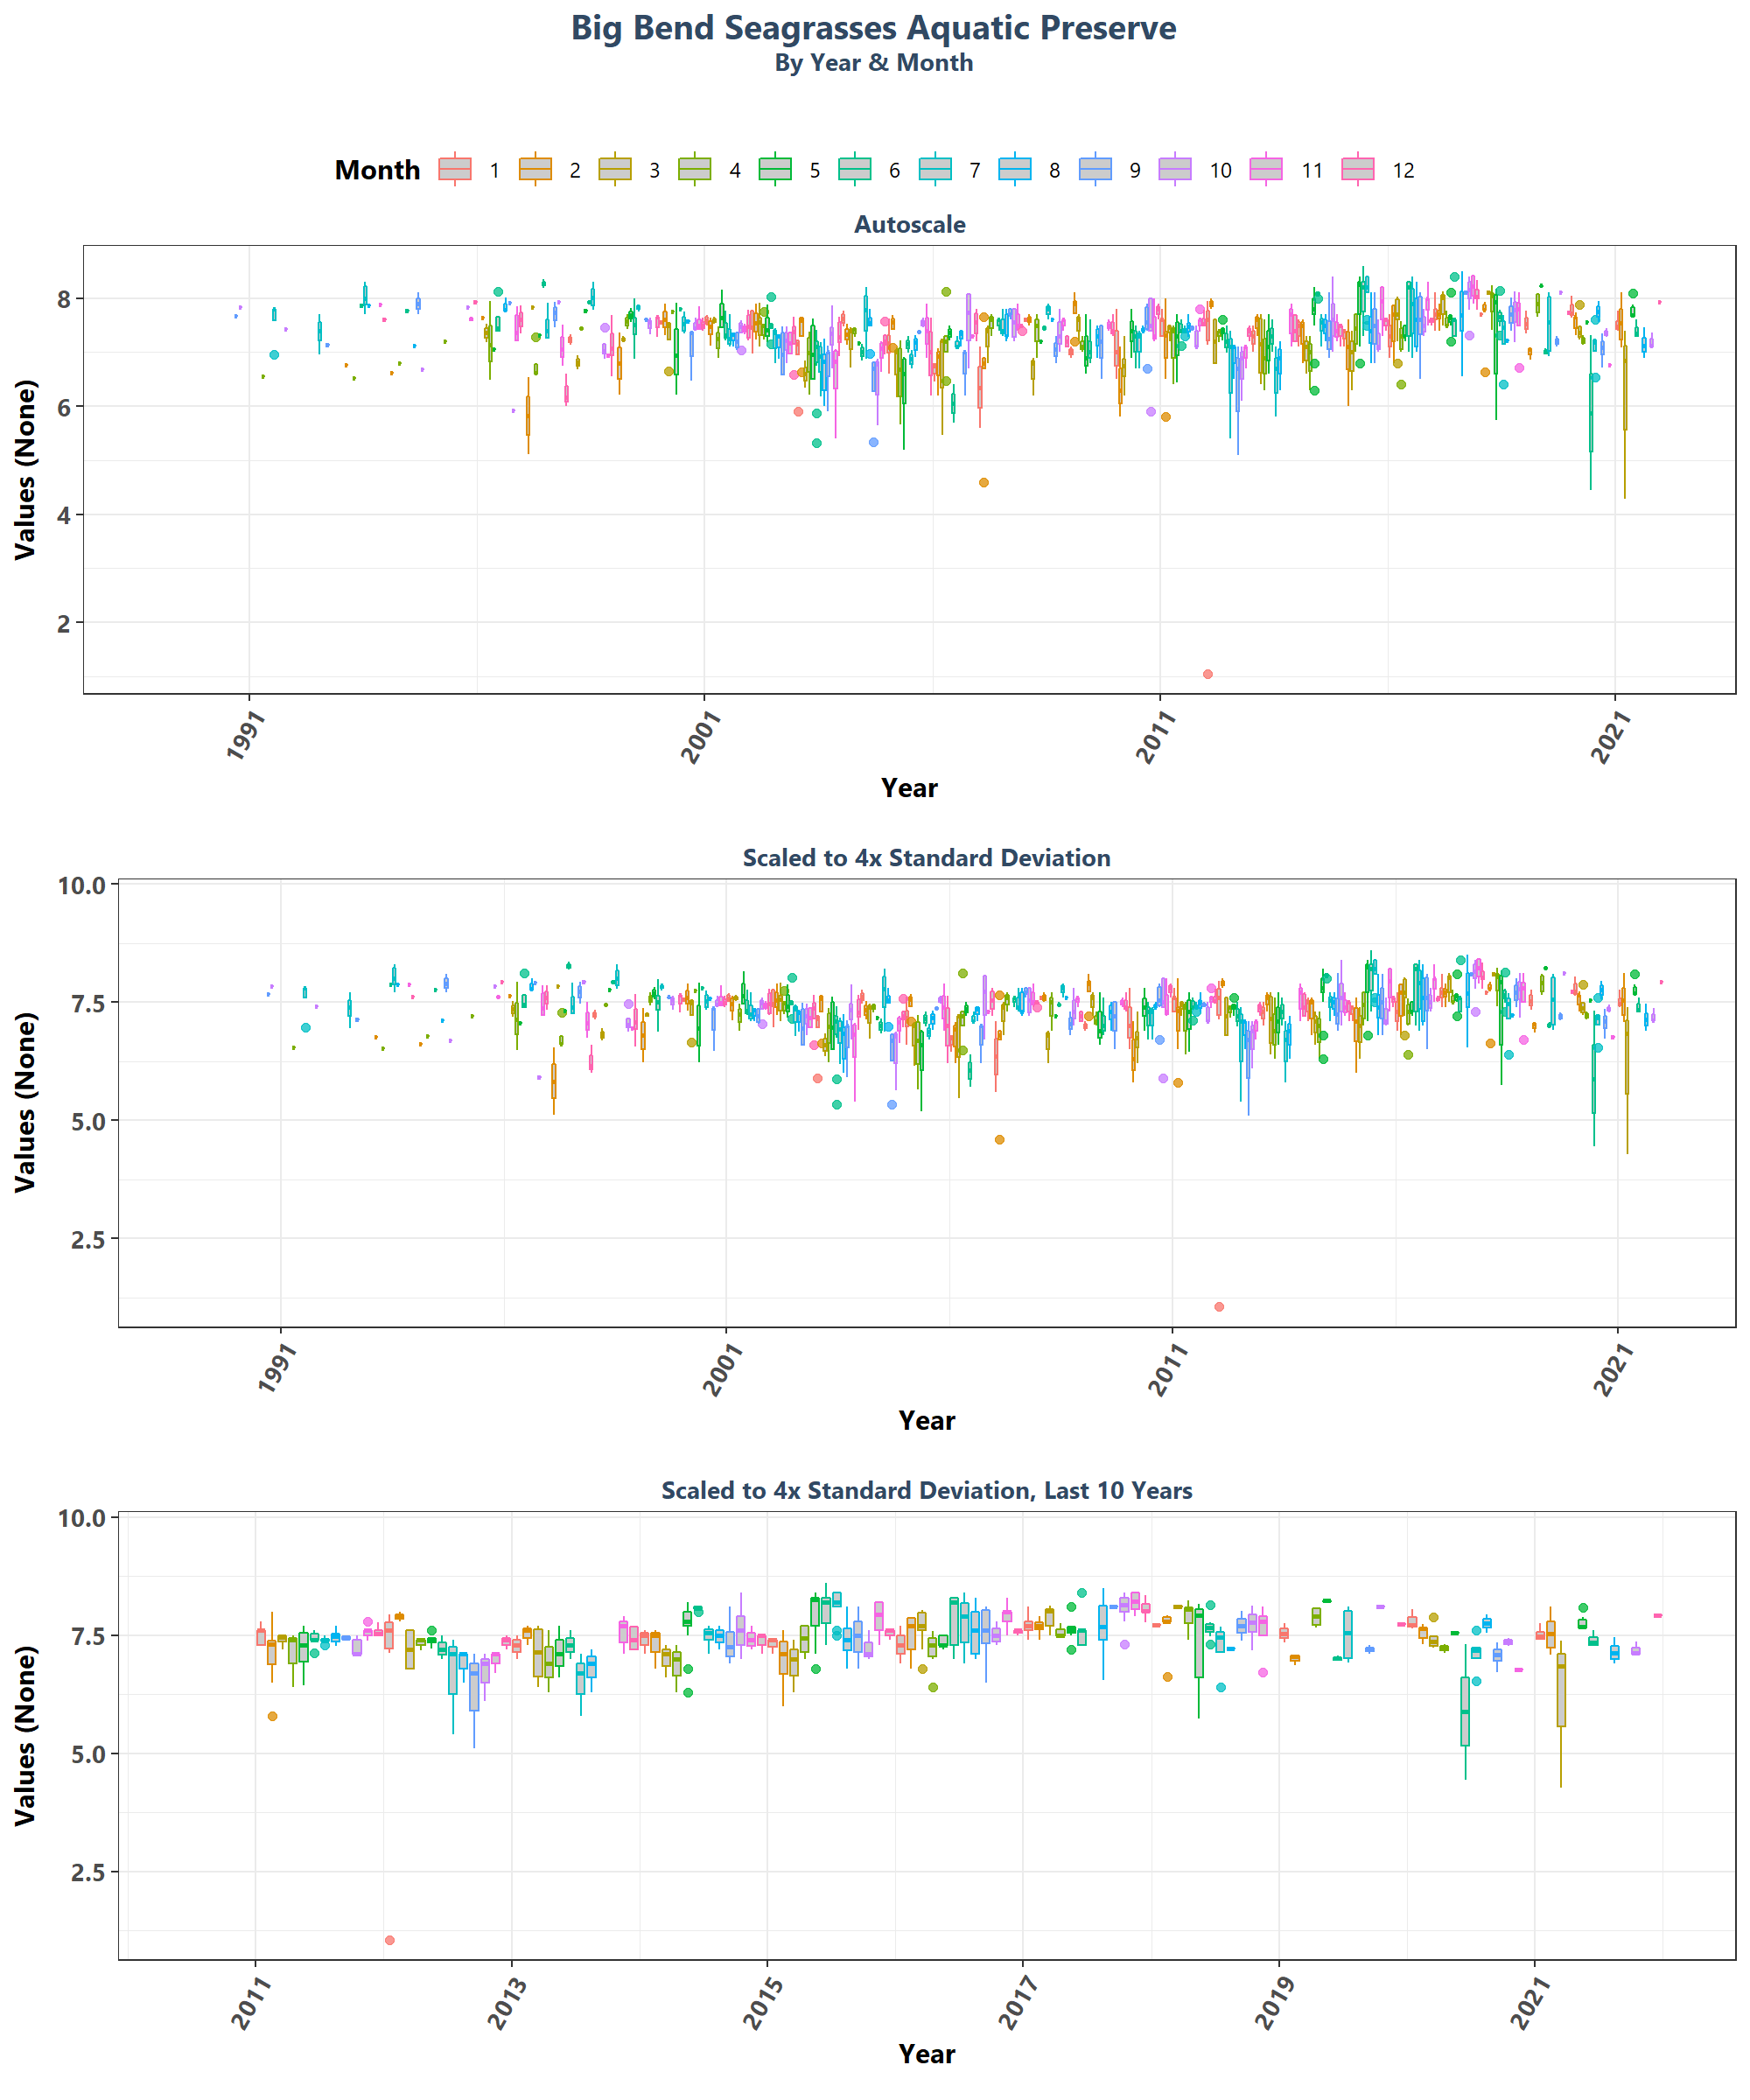 Big Bend Seagrasses Aquatic Preserve
By Year & Month
Month 1 2 3 4 5 6 7 8 9 10 11 12
Autoscale
Values (None)
8
6
4
2
1991 2001 2011 2021
Year
Scaled to 4x Standard Deviation
Values (None)
10.0
7.5
5.0
2.5
1991 2001 2011 2021
Year
Scaled to 4x Standard Deviation, Last 10 Years
Values (None)
10.0
7.5
5.0
2.5
2011 2013 2015 2017 2019 2021
Year